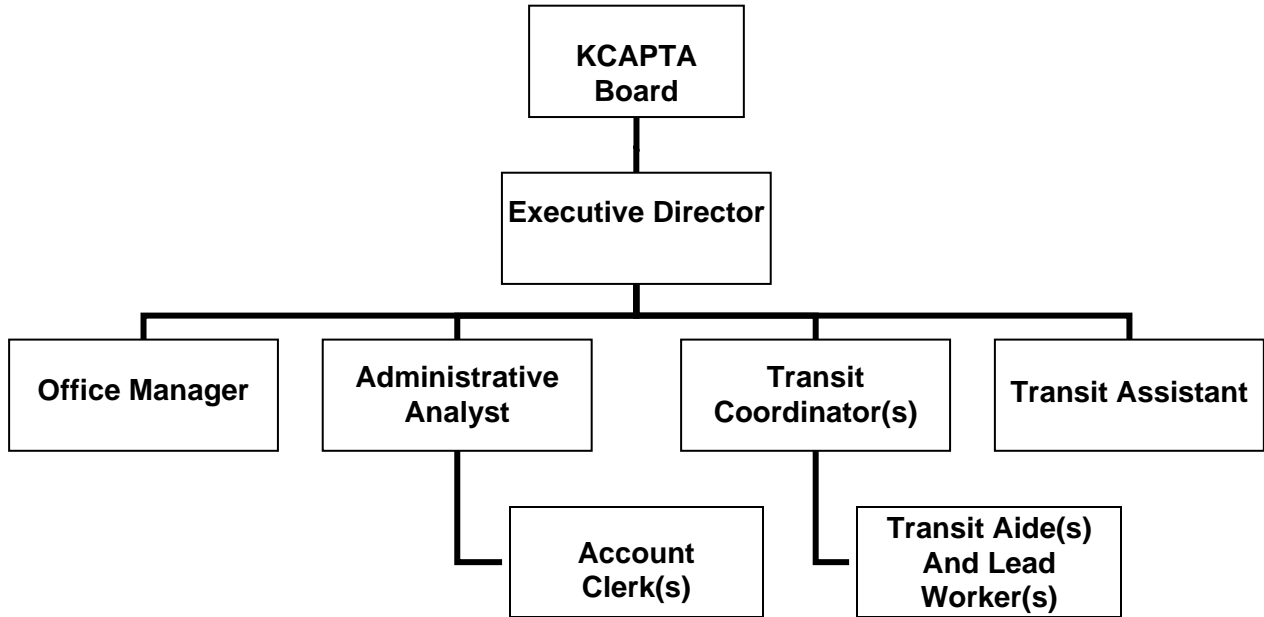 KCAPTA
Board
Executive Director
Office Manager
Administrative
Analyst
Transit
Coordinator(s)
Transit Assistant
Account
Clerk(s)
Transit Aide(s)
And Lead
Worker(s)